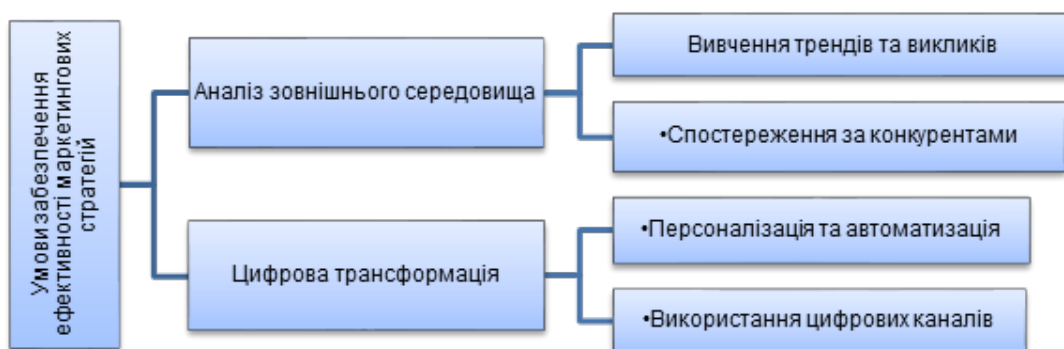 Умови забезпечення
ефективності маркетингових
стратегій
Аналіз зовнішнього середовища
Вивчення трендів та викликів
•Спостереження за конкурентами
Цифрова трансформація
•Персоналізація та автоматизація
•Використання цифрових каналів